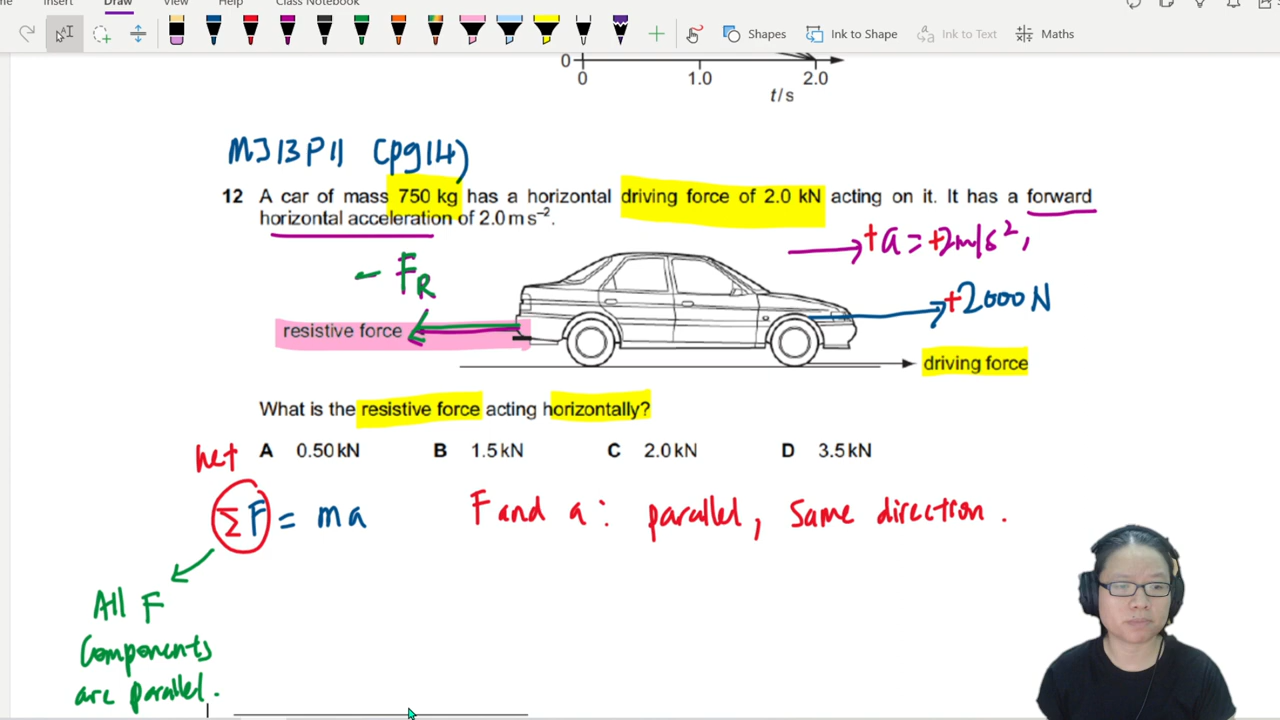 Insert Draw View Help Class Notebook
Shapes Ink to Shape Ink to Text Maths
0
0 1.0 2.0
t/s
MJ13P11 (pg14)
12 A car of mass 750 kg has a horizontal driving force of 2.0 kN acting on it. It has a forward
horizontal acceleration of 2.0 m s⁻².
+a = +2m/s²,
- FR
+2000N
resistive force
driving force
What is the resistive force acting horizontally?
A 0.50 kN B 1.5 kN C 2.0 kN D 3.5 kN
net
ΣF = ma F and a: parallel, same direction.
All F
components
are parallel.